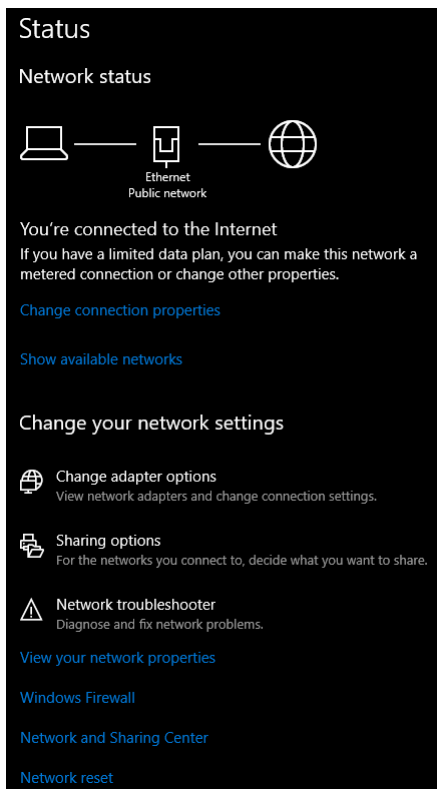 Status
Network status
Ethernet
Public network
You're connected to the Internet
If you have a limited data plan, you can make this network a
metered connection or change other properties.
Change connection properties
Show available networks
Change your network settings
Change adapter options
View network adapters and change connection settings.
Sharing options
For the networks you connect to, decide what you want to share.
Network troubleshooter
Diagnose and fix network problems.
View your network properties
Windows Firewall
Network and Sharing Center
Network reset